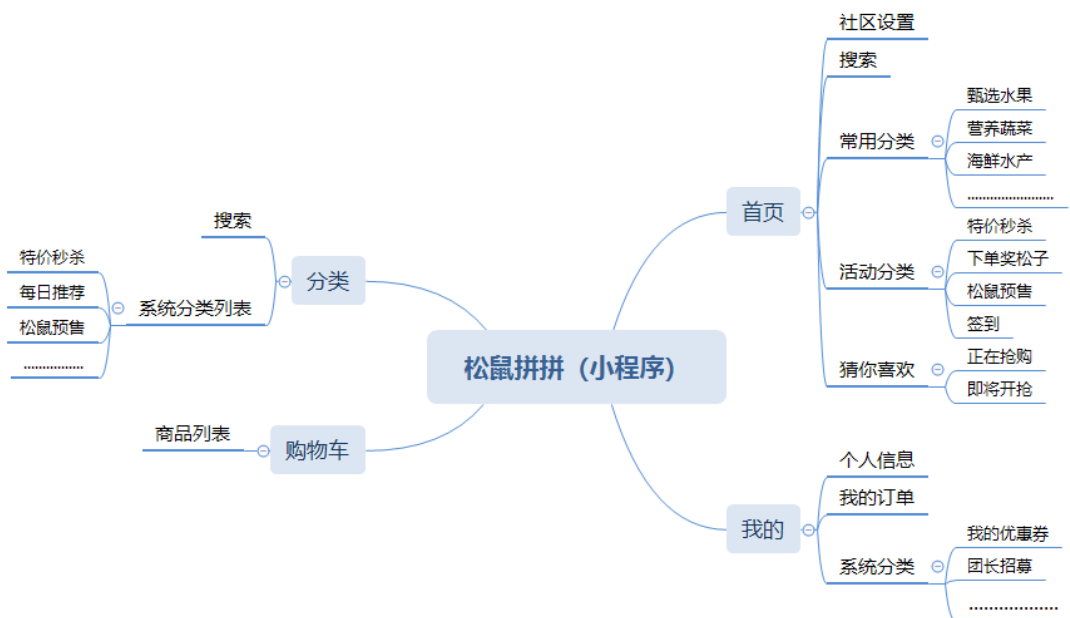 松鼠拼拼（小程序）
首页
社区设置
搜索
常用分类
甄选水果
营养蔬菜
海鲜水产
.......................
活动分类
特价秒杀
下单奖松子
松鼠预售
签到
猜你喜欢
正在抢购
即将开抢
我的
个人信息
我的订单
系统分类
我的优惠券
团长招募
..................
分类
搜索
系统分类列表
特价秒杀
每日推荐
松鼠预售
................
购物车
商品列表